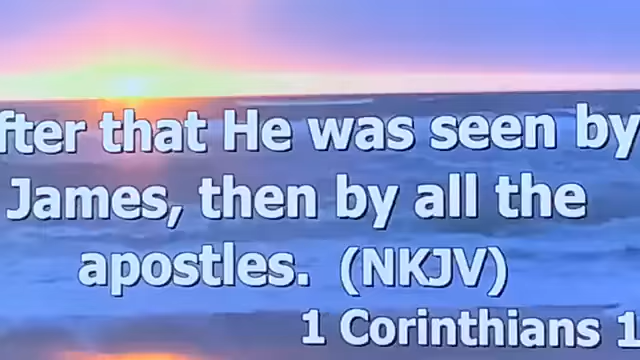 fter that He was seen by
James, then by all the
apostles. (NKJV)
1 Corinthians 1